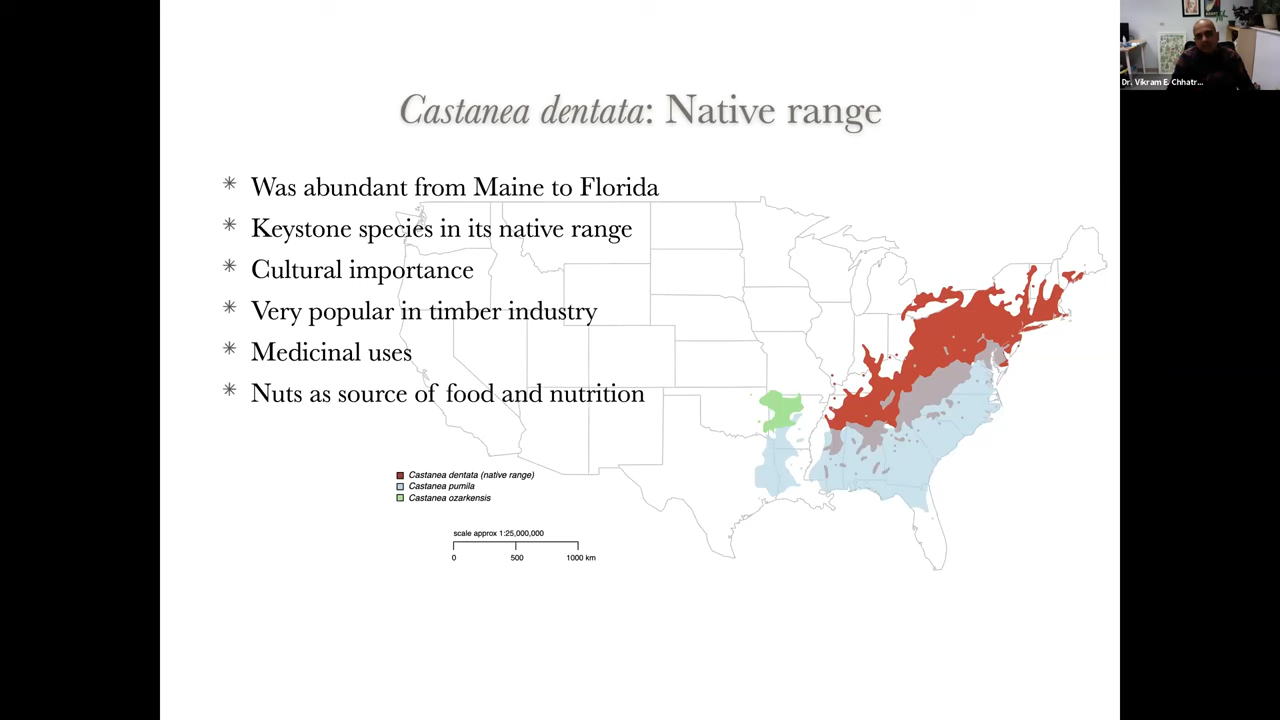 Dr. Vikram E. Chhatr...
Castanea dentata: Native range
Was abundant from Maine to Florida
Keystone species in its native range
Cultural importance
Very popular in timber industry
Medicinal uses
Nuts as source of food and nutrition
Castanea dentata (native range)
Castanea pumila
Castanea ozarkensis
scale approx 1:25,000,000
0 500 1000 km